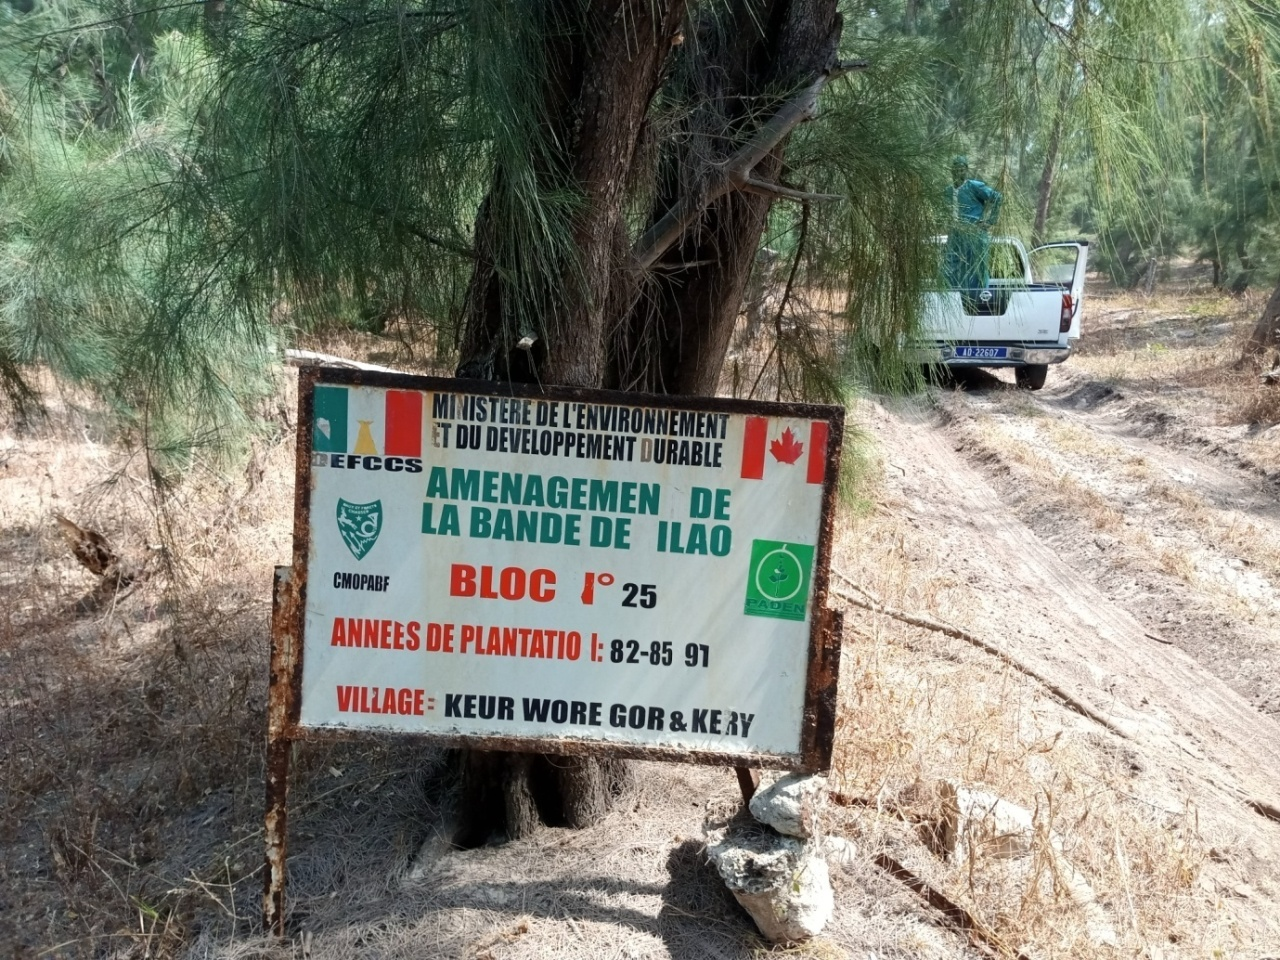 MINISTERE DE L'ENVIRONNEMENT
ET DU DEVELOPPEMENT DURABLE
DEFCCS
AMENAGEMEN DE
LA BANDE DE ILAO
CMOPABF
BLOC 1° 25
PADEN
ANNEES DE PLANTATIO I: 82-85 91
VILLAGE: KEUR WORE GOR & KERY
AD-22607